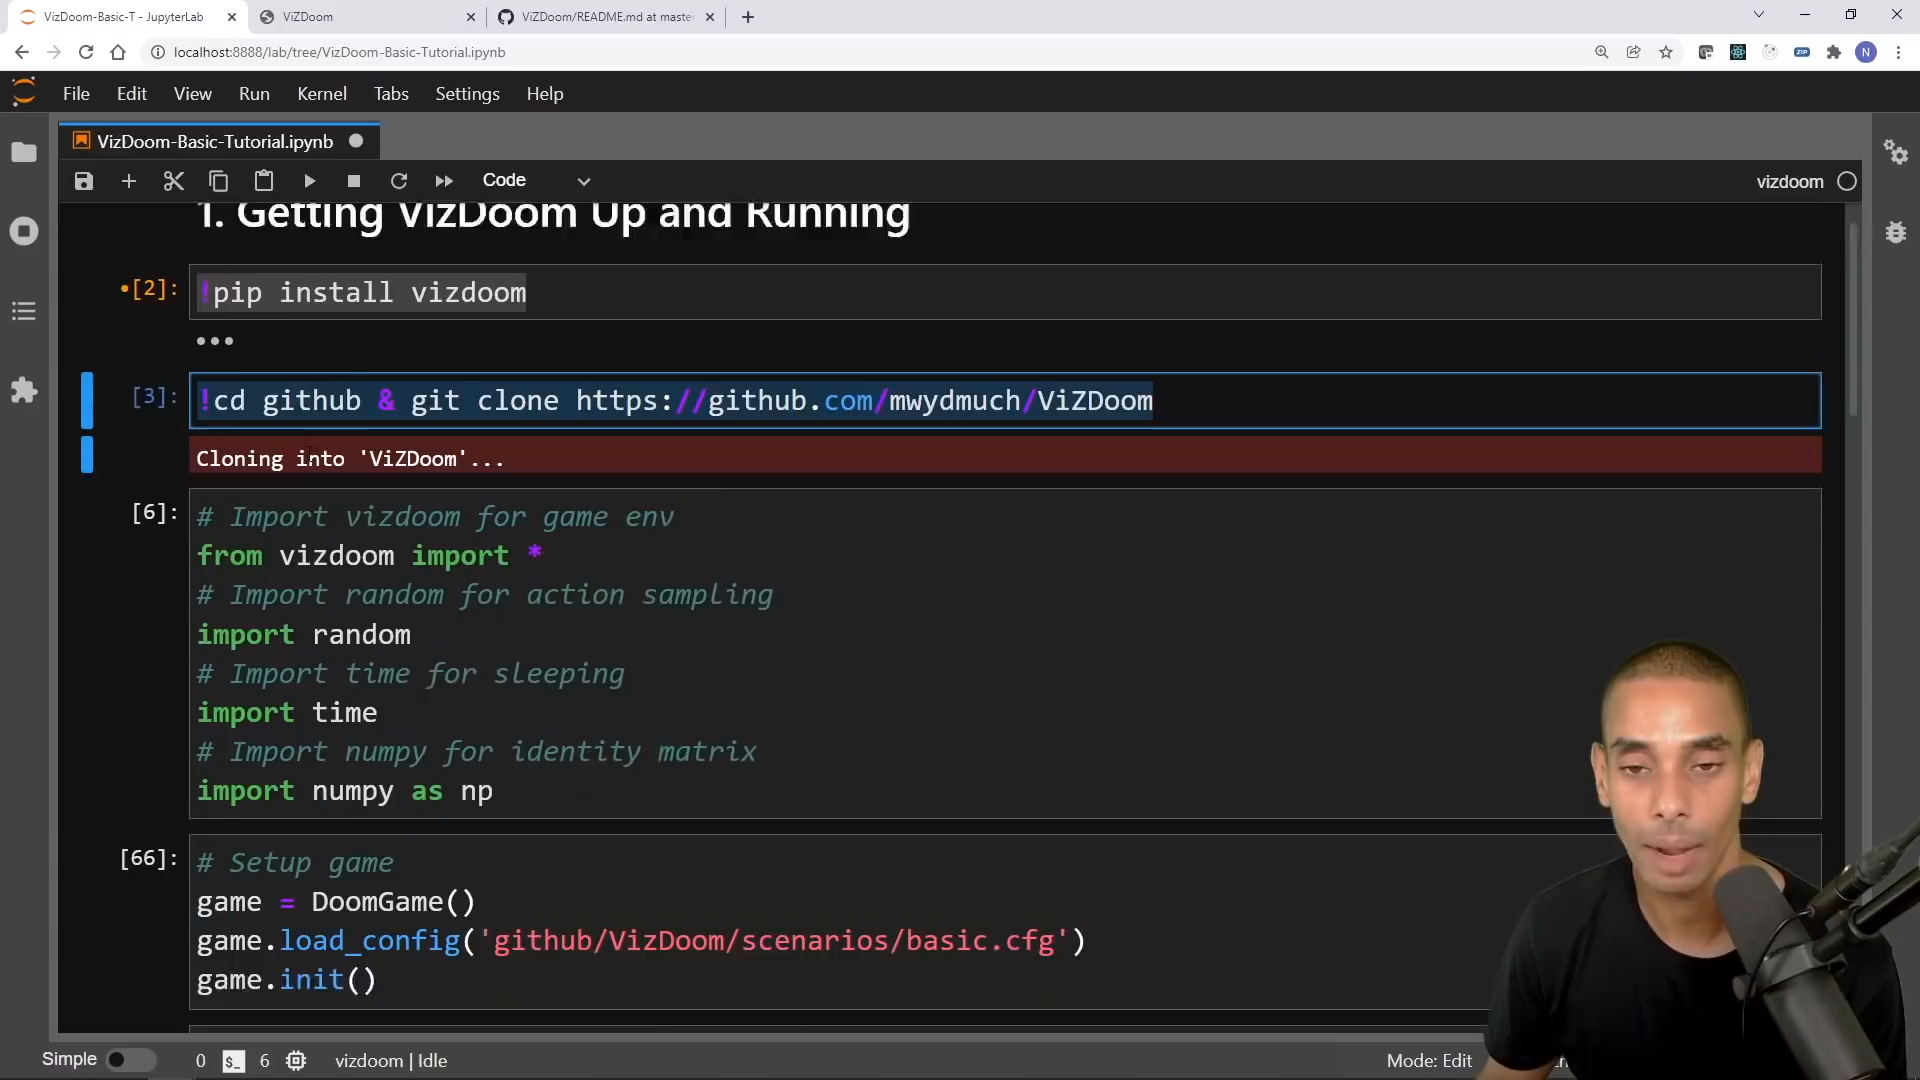 VizDoom-Basic-T - JupyterLab
ViZDoom
ViZDoom/README.md at master
localhost:8888/lab/tree/VizDoom-Basic-Tutorial.ipynb
ZIP
N
File Edit View Run Kernel Tabs Settings Help
VizDoom-Basic-Tutorial.ipynb
Code
vizdoom
1. Getting VizDoom Up and Running
•[2]: !pip install vizdoom
[3]: !cd github & git clone https://github.com/mwydmuch/ViZDoom
Cloning into 'ViZDoom'...
[6]: # Import vizdoom for game env
from vizdoom import *
# Import random for action sampling
import random
# Import time for sleeping
import time
# Import numpy for identity matrix
import numpy as np
[66]: # Setup game
game = DoomGame()
game.load_config('github/VizDoom/scenarios/basic.cfg')
game.init()
Simple 0 $_ 6 vizdoom | Idle Mode: Edit